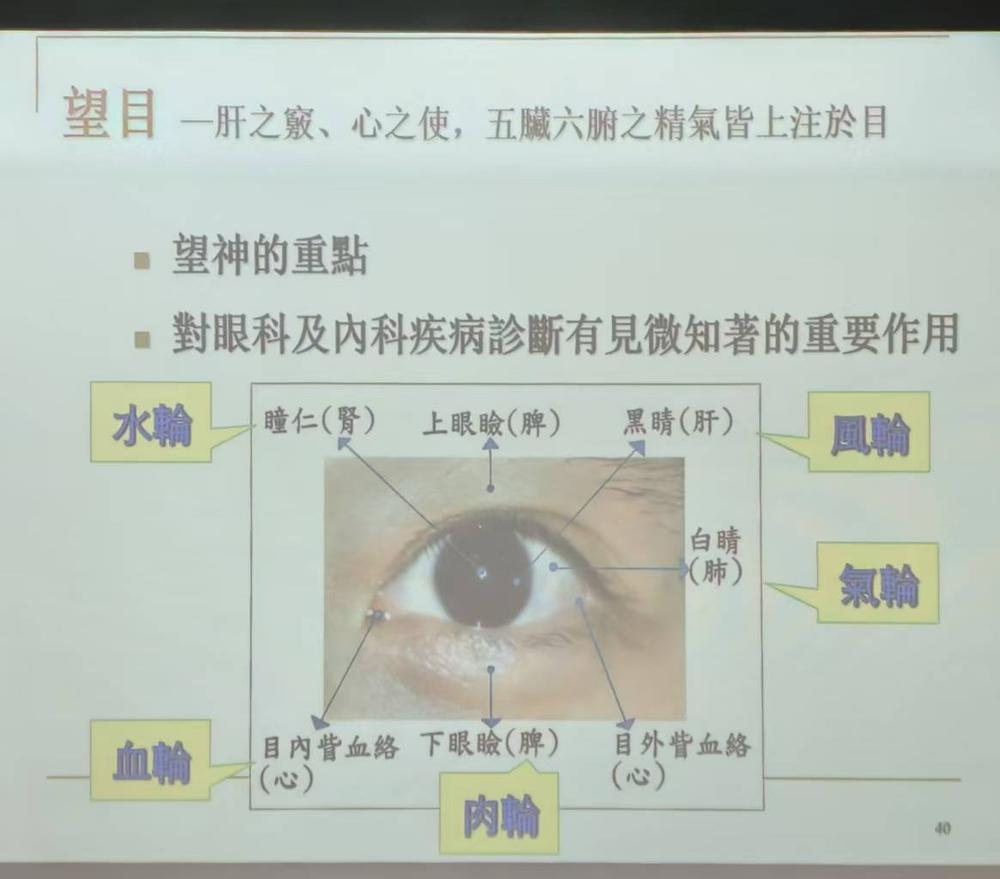 望目 —肝之竅、心之使，五臟六腑之精氣皆上注於目
望神的重點
對眼科及內科疾病診斷有見微知著的重要作用
水輪
瞳仁(腎)
上眼瞼(脾)
黑睛(肝)
風輪
白睛
(肺)
氣輪
血輪
目內眥血絡
(心)
下眼瞼(脾)
目外眥血絡
(心)
肉輪
40